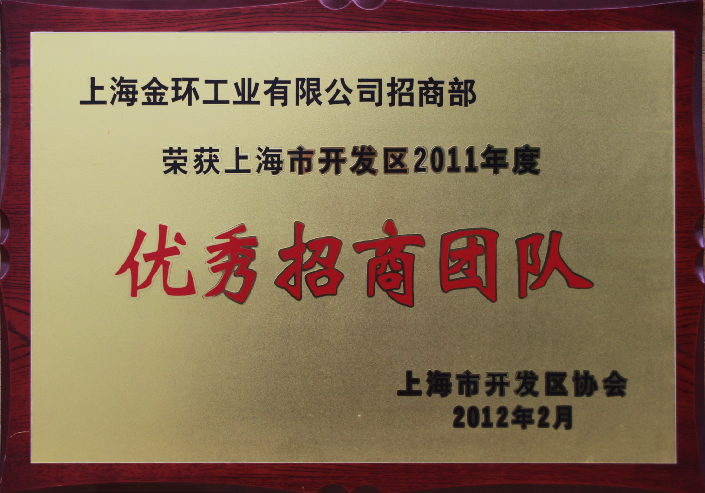 上海金环工业有限公司招商部
荣获上海市开发区2011年度
优秀招商团队
上海市开发区协会
2012年2月